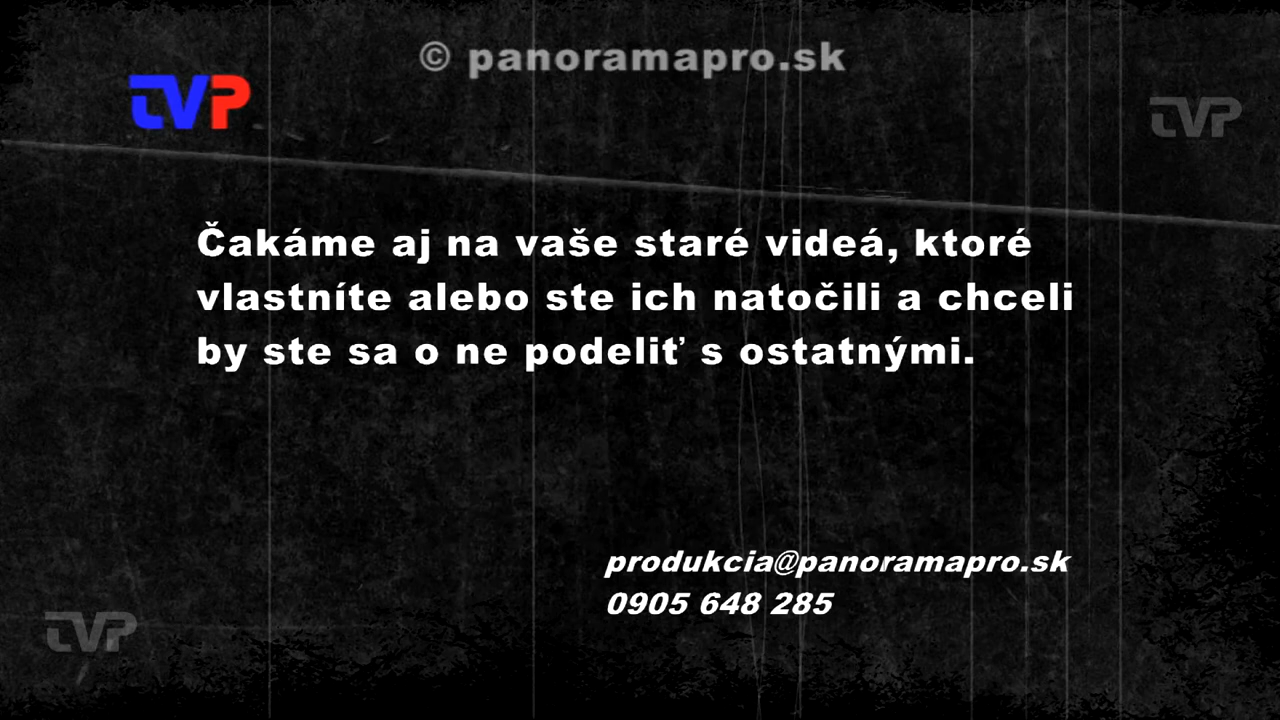 © panoramapro.sk
TVP
TVP
Čakáme aj na vaše staré videá, ktoré
vlastníte alebo ste ich natočili a chceli
by ste sa o ne podeliť s ostatnými.
produkcia@panoramapro.sk
0905 648 285
TVP